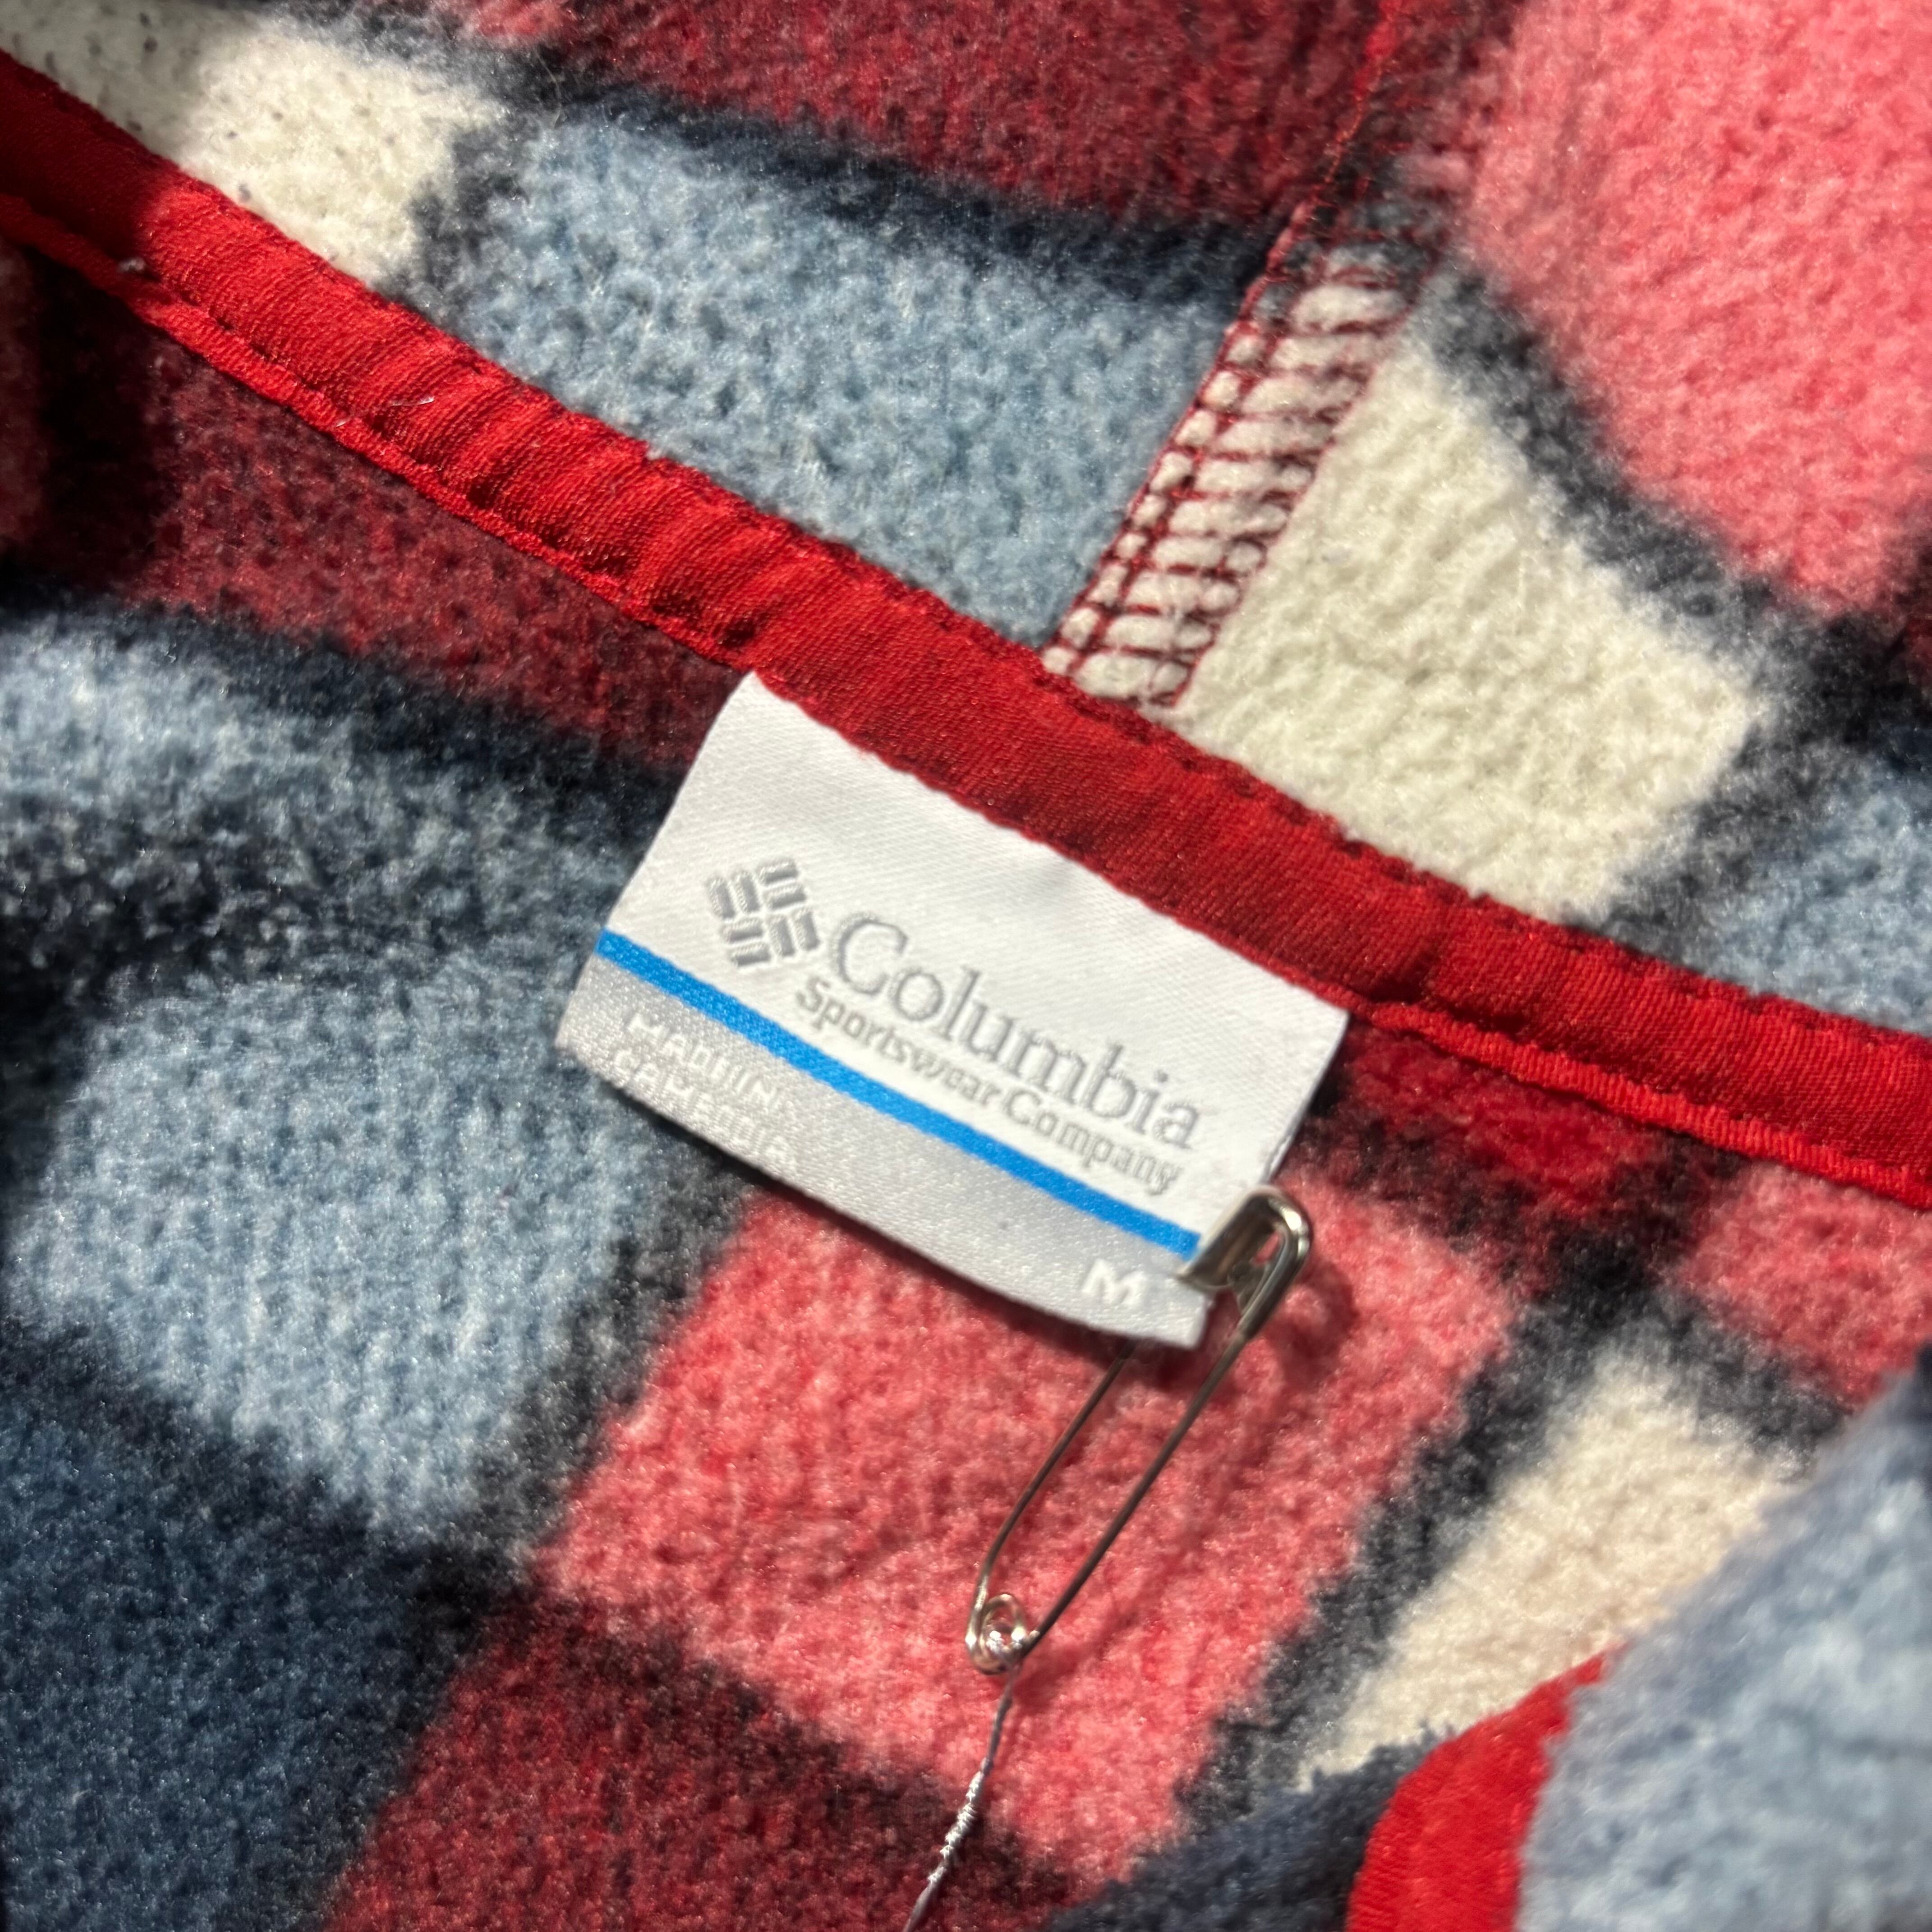 Columbia
Sportswear Company
MADE IN
CAMBODIA
M